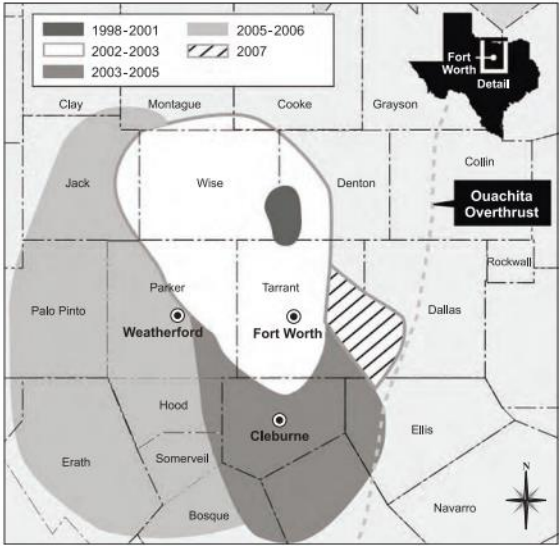 1998-2001
2002-2003
2003-2005
2005-2006
2007
Fort
Worth
Detail
Clay
Montague
Cooke
Grayson
Collin
Jack
Wise
Denton
Ouachita
Overthrust
Rockwall
Palo Pinto
Parker
Tarrant
Dallas
Weatherford
Fort Worth
Hood
Cleburne
Ellis
Erath
Somerveil
Bosque
Navarro
N